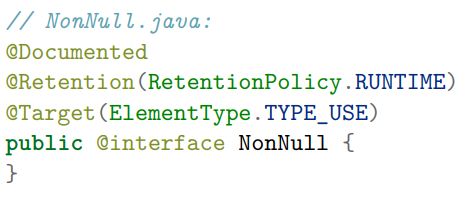 // NonNull.java:
@Documented
@Retention(RetentionPolicy.RUNTIME)
@Target(ElementType.TYPE_USE)
public @interface NonNull {
}